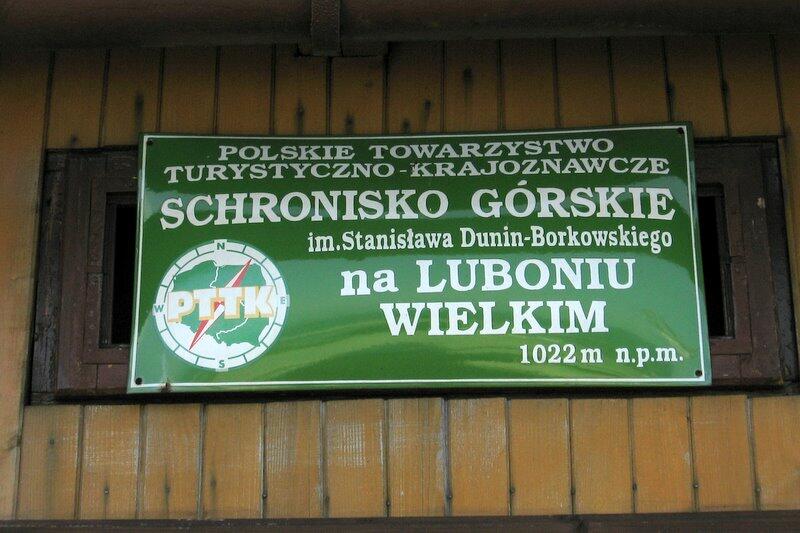 POLSKIE TOWARZYSTWO
TURYSTYCZNO-KRAJOZNAWCZE
SCHRONISKO GÓRSKIE
im.Stanisława Dunin-Borkowskiego
na LUBONIU
WIELKIM
1022 m n.p.m.
N
W PTTK E
S